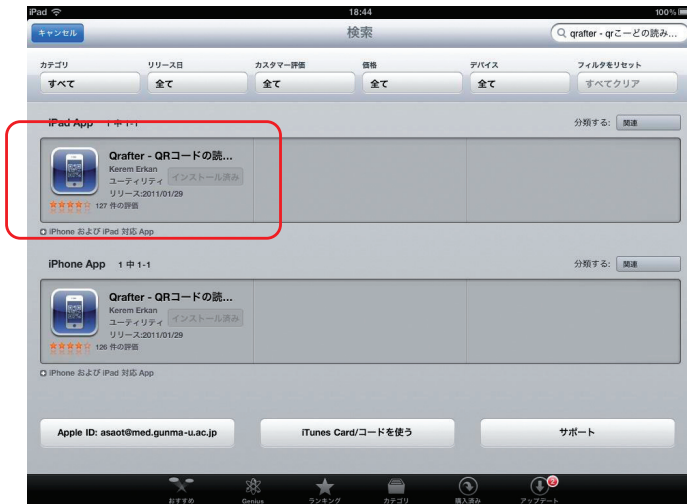 iPad 18:44 100%
キャンセル 検索 qrafter - qrこーどの読み...
カテゴリ リリース日 カスタマー評価 価格 デバイス フィルタをリセット
すべて 全て 全て 全て 全て すべてクリア
iPad App 1 中 1-1 分類する: 関連
Qrafter - QRコードの読...
Kerem Erkan
ユーティリティ インストール済み
リリース:2011/01/29
127 件の評価
iPhone および iPad 対応 App
iPhone App 1 中 1-1 分類する: 関連
Qrafter - QRコードの読...
Kerem Erkan
ユーティリティ インストール済み
リリース:2011/01/29
126 件の評価
iPhone および iPad 対応 App
Apple ID: asaot@med.gunma-u.ac.jp iTunes Card/コードを使う サポート
2
おすすめ Genius ランキング カテゴリ 購入済み アップデート